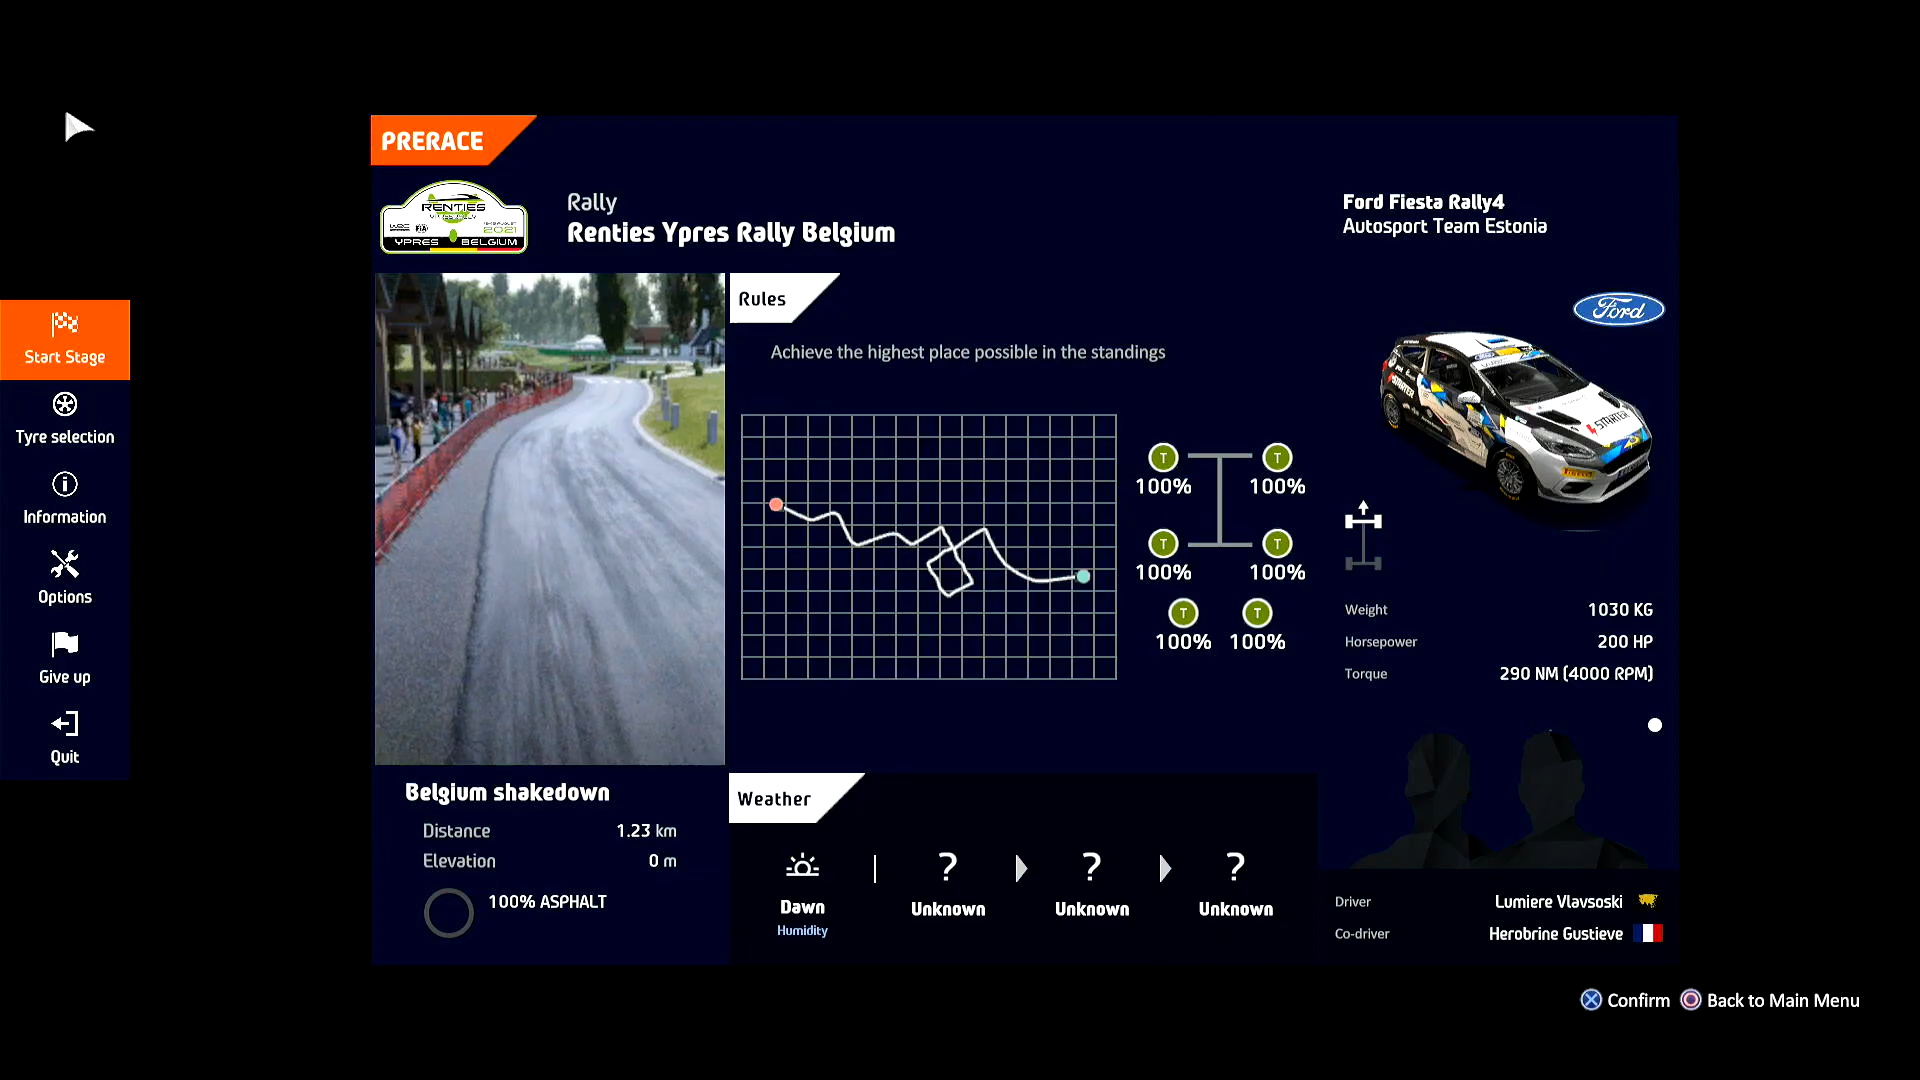 PRERACE
RENTIES
2021
YPRES BELGIUM
Rally
Renties Ypres Rally Belgium
Ford Fiesta Rally4
Autosport Team Estonia
Start Stage
Tyre selection
Information
Options
Give up
Quit
Rules
Achieve the highest place possible in the standings
T T
100% 100%
T T
100% 100%
T T
100% 100%
Ford
STARTER
STARTER
Weight 1030 KG
Horsepower 200 HP
Torque 290 NM (4000 RPM)
Belgium shakedown
Distance 1.23 km
Elevation 0 m
100% ASPHALT
Weather
? ? ?
Dawn Unknown Unknown Unknown
Humidity
Driver Lumiere Vlavsoski
Co-driver Herobrine Gustieve
Confirm Back to Main Menu